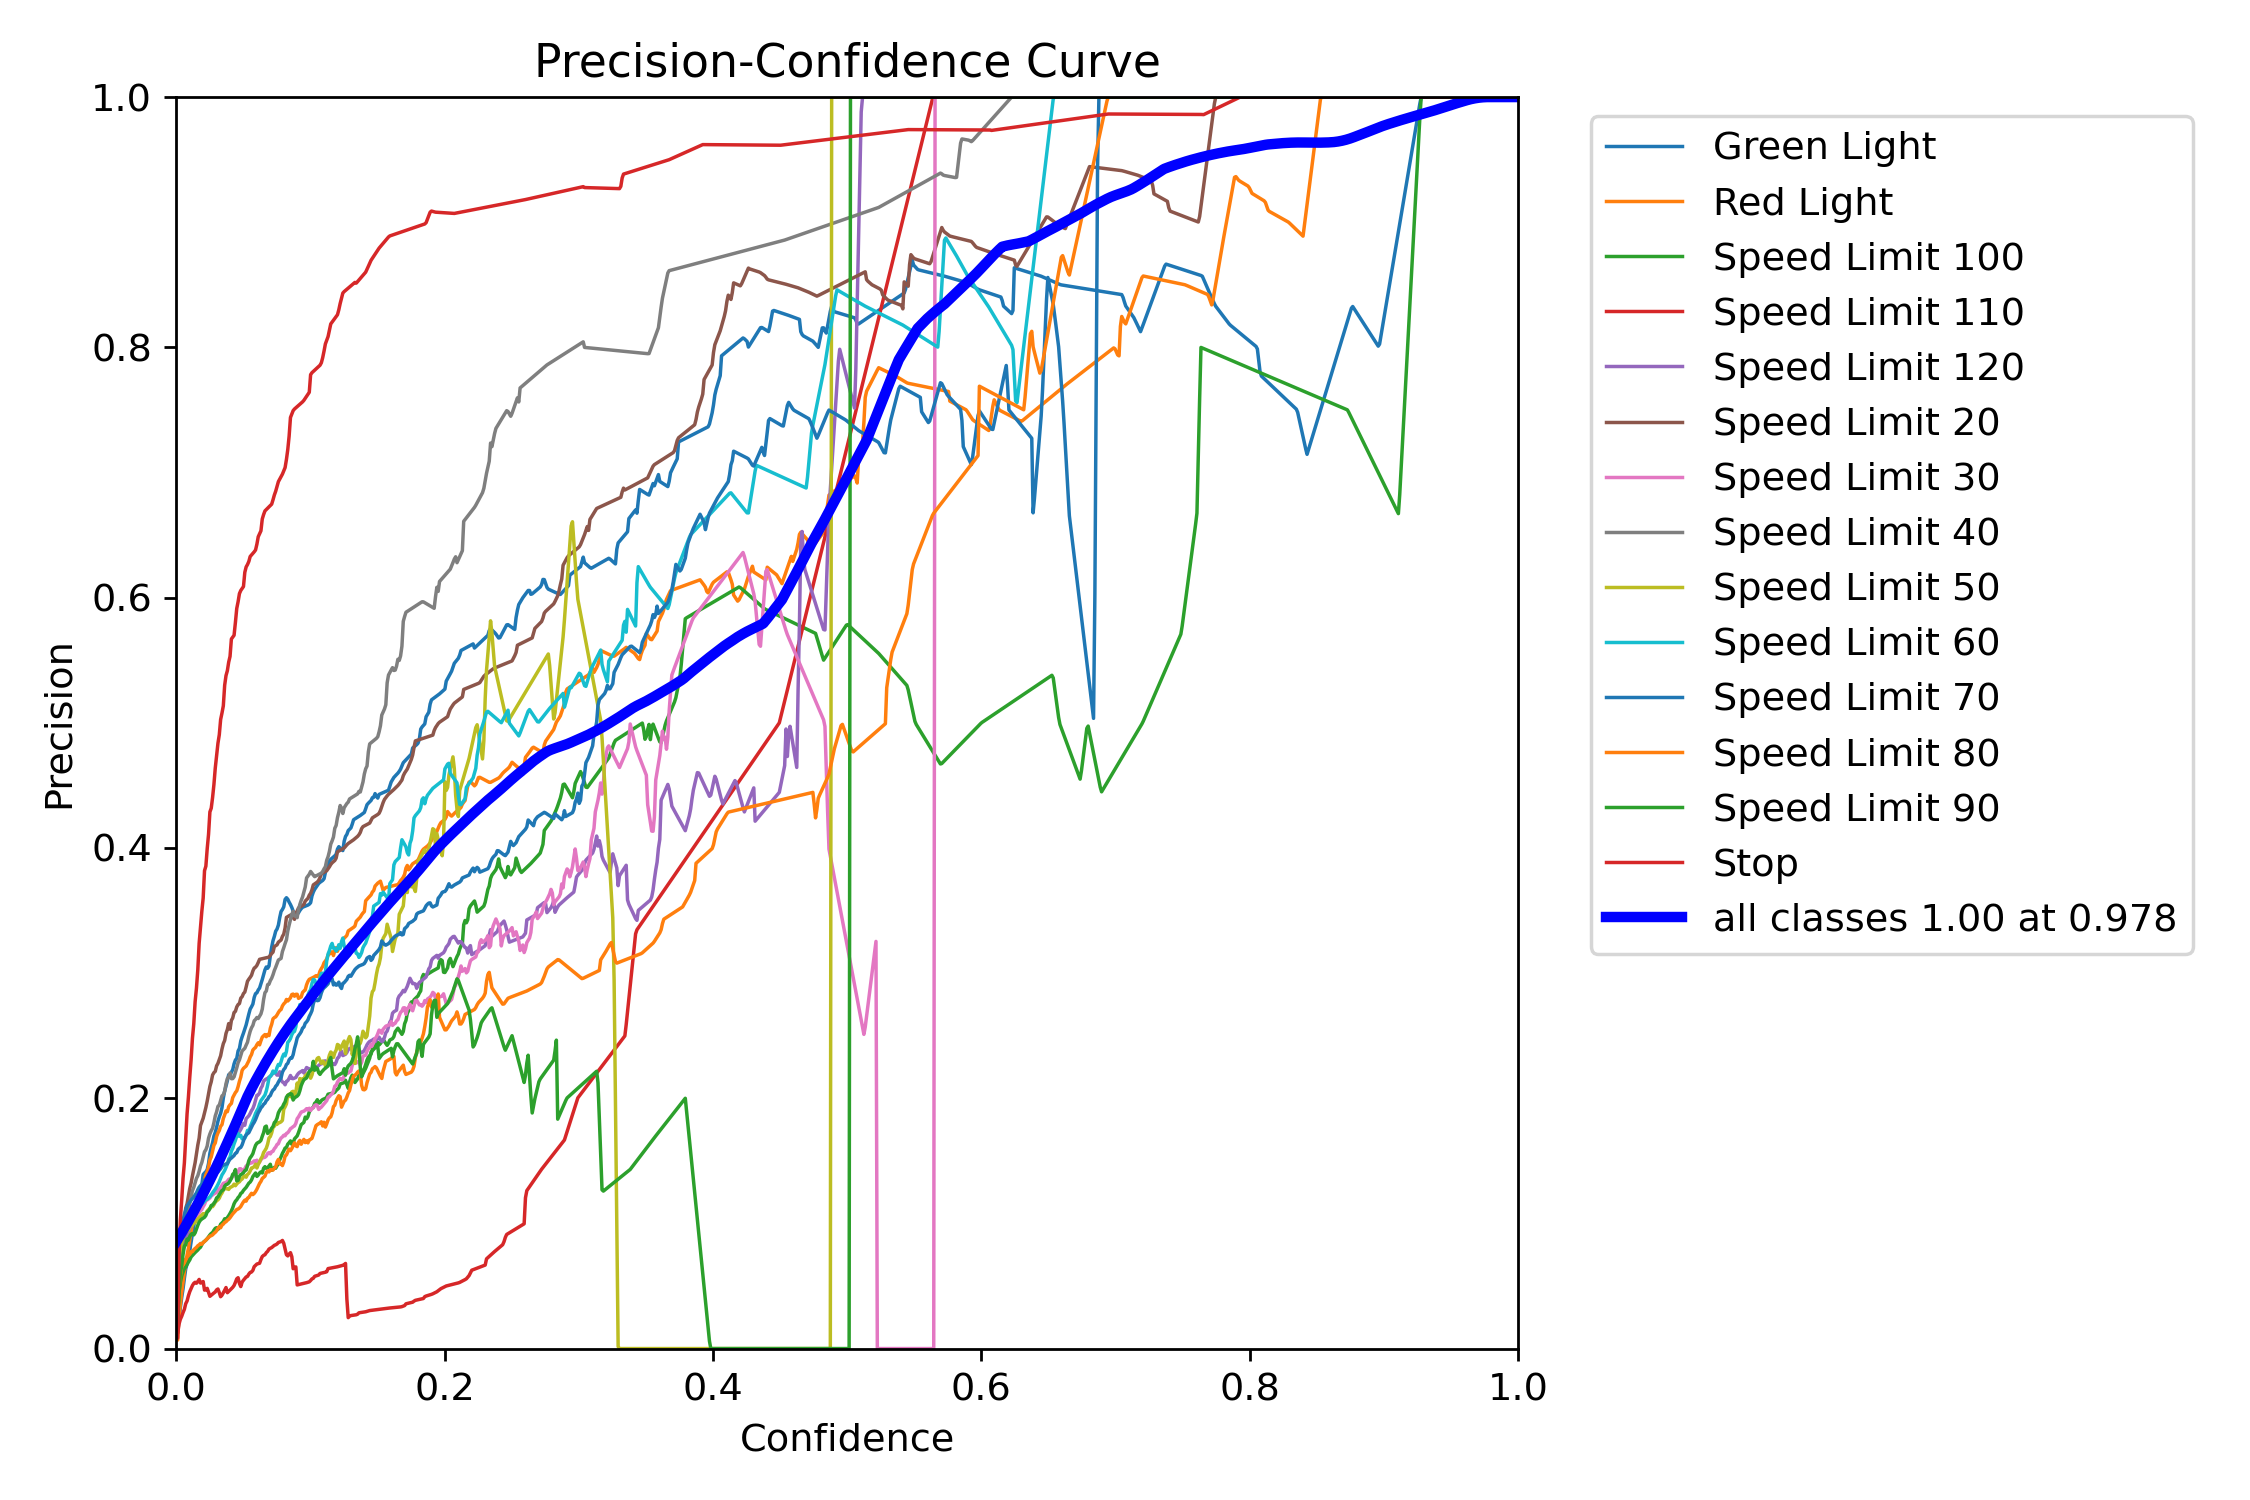 Precision-Confidence Curve
1.0
0.8
0.6
0.4
0.2
0.0
Precision
0.0 0.2 0.4 0.6 0.8 1.0
Confidence
Green Light
Red Light
Speed Limit 100
Speed Limit 110
Speed Limit 120
Speed Limit 20
Speed Limit 30
Speed Limit 40
Speed Limit 50
Speed Limit 60
Speed Limit 70
Speed Limit 80
Speed Limit 90
Stop
all classes 1.00 at 0.978